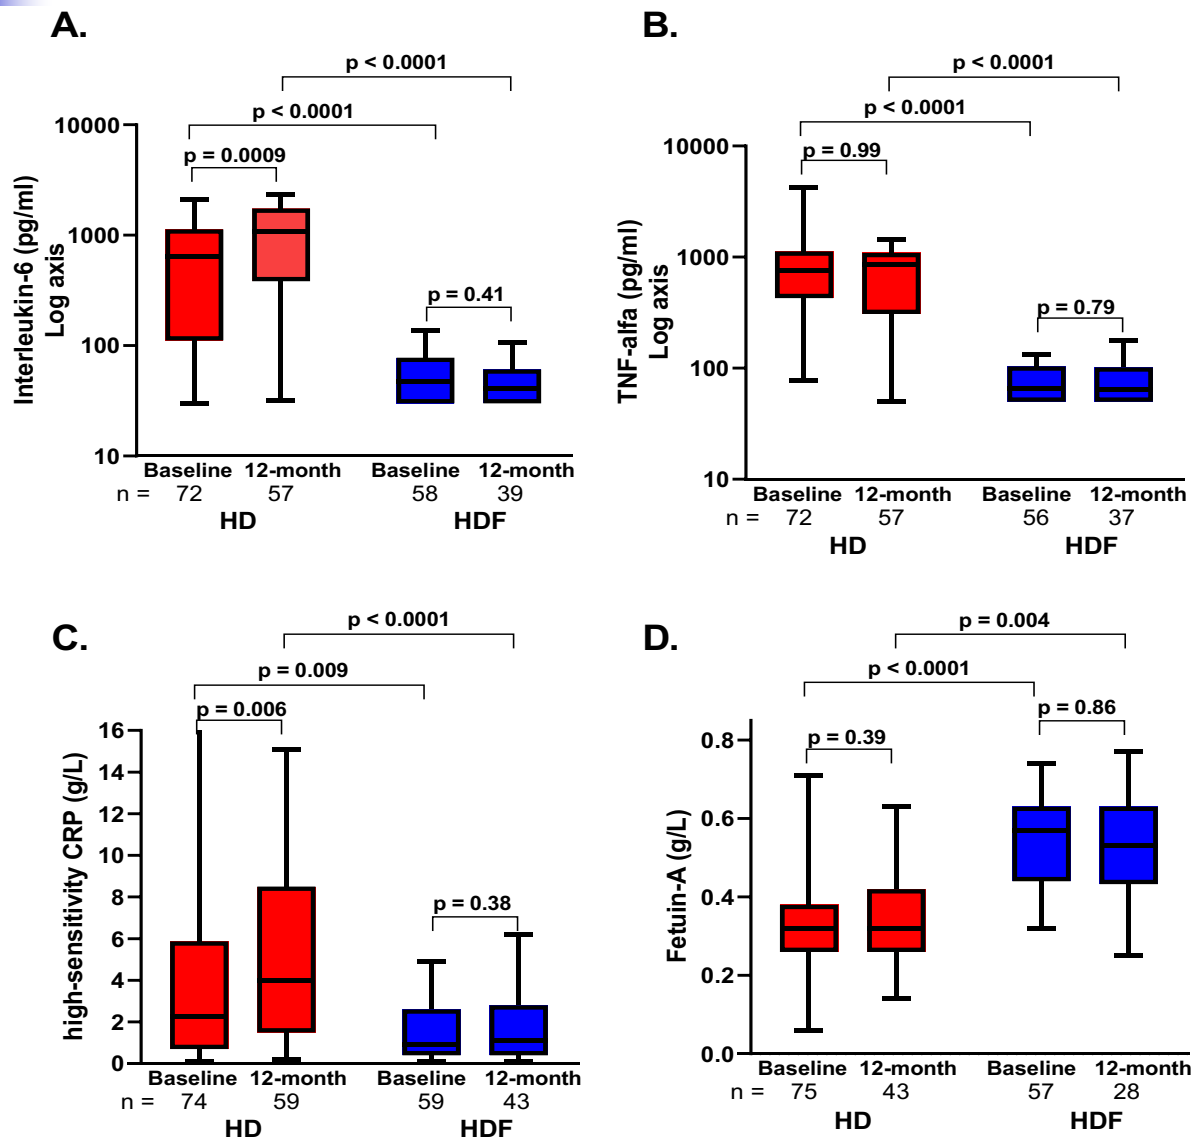 A.
p < 0.0001
p < 0.0001
p = 0.0009
p = 0.41
Interleukin-6 (pg/ml)
Log axis
10000
1000
100
10
Baseline 12-month Baseline 12-month
n = 72 57 58 39
HD HDF
B.
p < 0.0001
p < 0.0001
p = 0.99
p = 0.79
TNF-alfa (pg/ml)
Log axis
10000
1000
100
10
Baseline 12-month Baseline 12-month
n = 72 57 56 37
HD HDF
C.
p < 0.0001
p = 0.009
p = 0.006
p = 0.38
high-sensitivity CRP (g/L)
16
14
12
10
8
6
4
2
0
Baseline 12-month Baseline 12-month
n = 74 59 59 43
HD HDF
D.
p = 0.004
p < 0.0001
p = 0.86
p = 0.39
Fetuin-A (g/L)
0.8
0.6
0.4
0.2
0.0
Baseline 12-month Baseline 12-month
n = 75 43 57 28
HD HDF